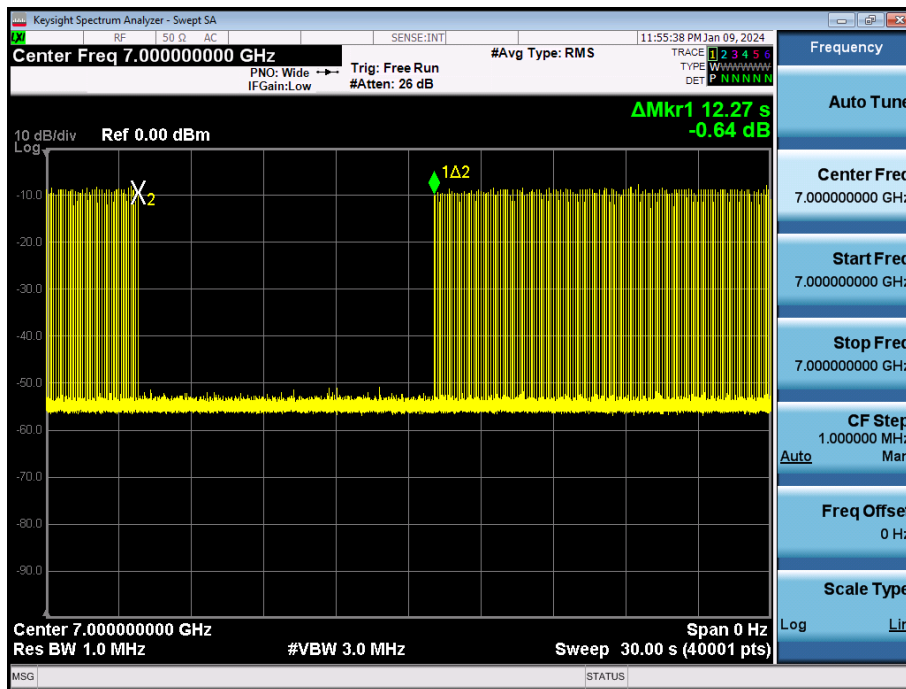 Keysight Spectrum Analyzer - Swept SA
LXI RF 50 Ω AC SENSE:INT 11:55:38 PM Jan 09, 2024
Center Freq 7.000000000 GHz
PNO: Wide
IFGain:Low
Trig: Free Run
#Atten: 26 dB
#Avg Type: RMS
TRACE 1 2 3 4 5 6
TYPE WWWWWW
DET P N N N N N
ΔMkr1 12.27 s
-0.64 dB
10 dB/div Ref 0.00 dBm
Log
1Δ2
X2
-10.0
-20.0
-30.0
-40.0
-50.0
-60.0
-70.0
-80.0
-90.0
Center 7.000000000 GHz Span 0 Hz
Res BW 1.0 MHz #VBW 3.0 MHz Sweep 30.00 s (40001 pts)
MSG STATUS
Frequency
Auto Tune
Center Freq
7.000000000 GHz
Start Freq
7.000000000 GHz
Stop Freq
7.000000000 GHz
CF Step
1.000000 MHz
Auto Man
Freq Offset
0 Hz
Scale Type
Log Lin